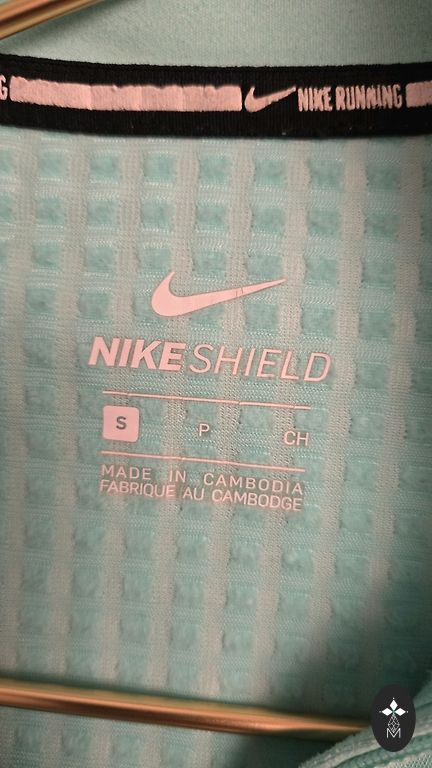 G NIKE RUNNING
NIKE SHIELD
S P CH
MADE IN CAMBODIA
FABRIQUE AU CAMBODGE
M